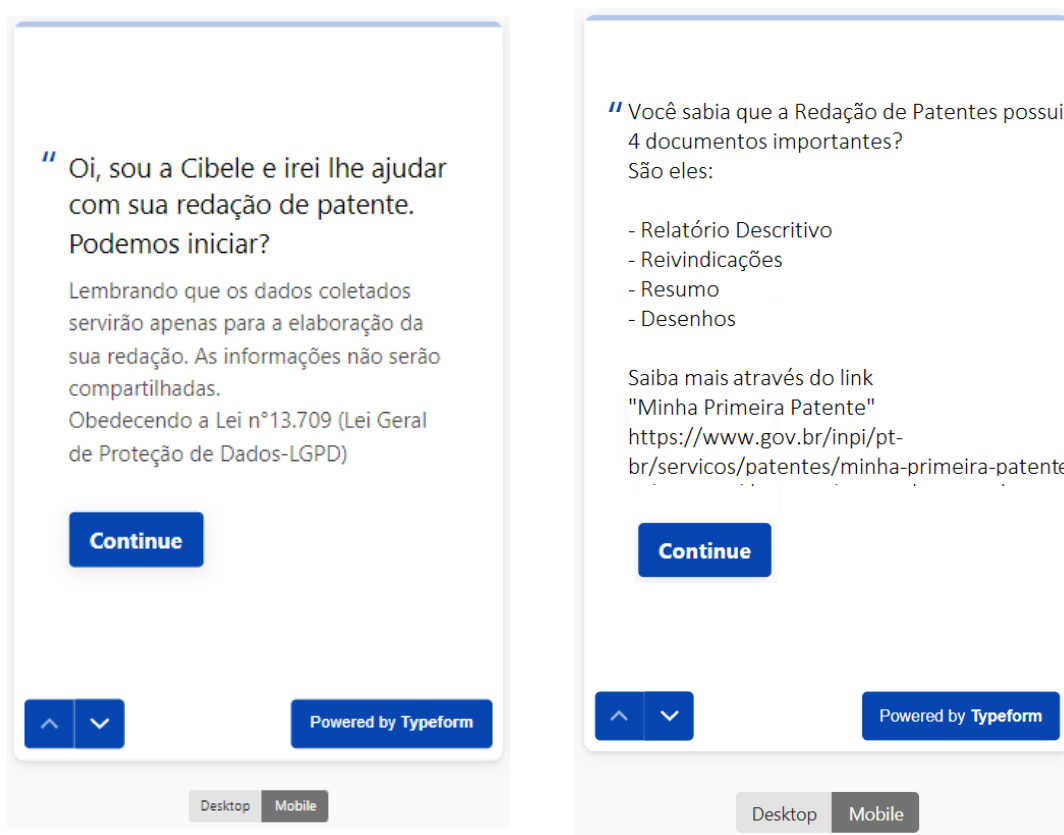 " Oi, sou a Cibele e irei lhe ajudar
com sua redação de patente.
Podemos iniciar?
Lembrando que os dados coletados
servirão apenas para a elaboração da
sua redação. As informações não serão
compartilhadas.
Obedecendo a Lei n°13.709 (Lei Geral
de Proteção de Dados-LGPD)
Continue
Powered by Typeform
Desktop Mobile
" Você sabia que a Redação de Patentes possui
4 documentos importantes?
São eles:
- Relatório Descritivo
- Reivindicações
- Resumo
- Desenhos
Saiba mais através do link
"Minha Primeira Patente"
https://www.gov.br/inpi/pt-
br/servicos/patentes/minha-primeira-patente
Continue
Powered by Typeform
Desktop Mobile